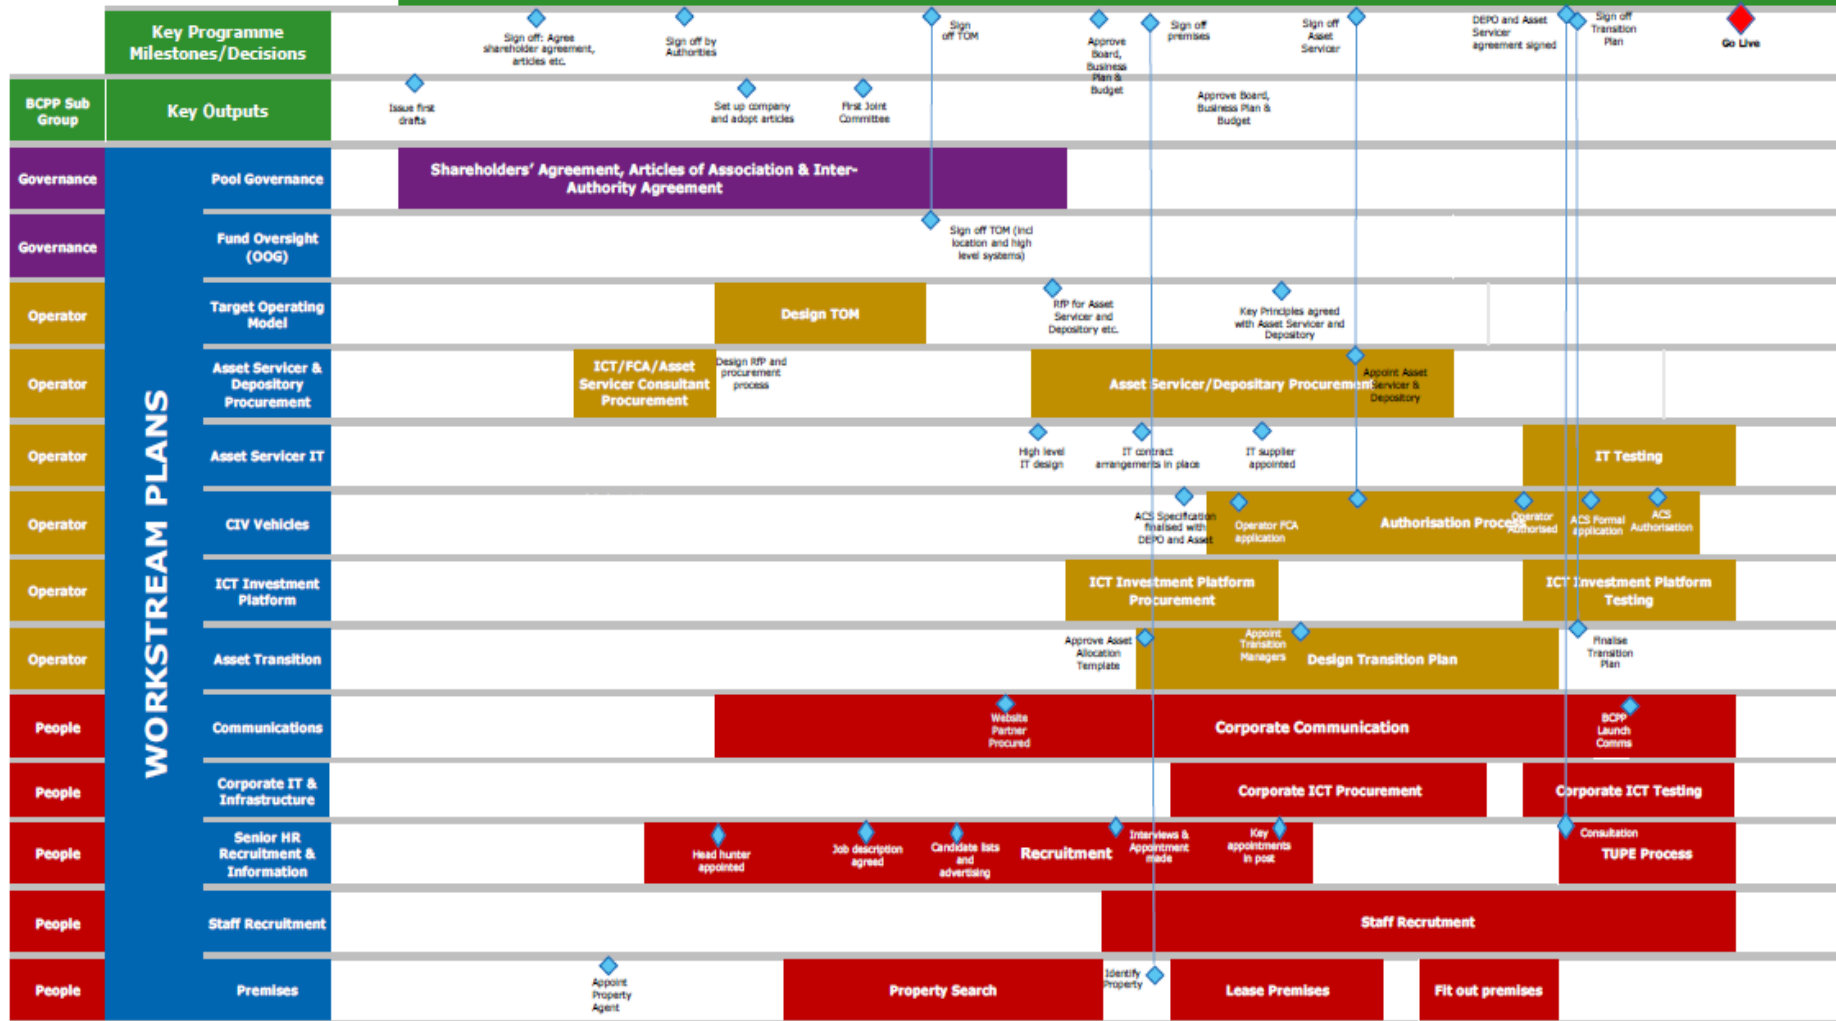 Key Programme
Milestones/Decisions
Sign off: Agree
shareholder agreement,
articles etc.
Sign off by
Authorities
Sign
off TOM
Approve
Board,
Business
Plan &
Budget
Sign off
premises
Sign off
Asset
Servicer
DEPO and Asset
Servicer
agreement signed
Sign off
Transition
Plan
Go Live
BCPP Sub
Group
Key Outputs
Issue first
drafts
Set up company
and adopt articles
First Joint
Committee
Approve Board,
Business Plan &
Budget
WORKSTREAM PLANS
Governance
Pool Governance
Shareholders' Agreement, Articles of Association & Inter-
Authority Agreement
Governance
Fund Oversight
(OOG)
Sign off TOM (incl
location and high
level systems)
Operator
Target Operating
Model
Design TOM
RfP for Asset
Servicer and
Depository etc.
Key Principles agreed
with Asset Servicer and
Depository
Operator
Asset Servicer &
Depository
Procurement
ICT/FCA/Asset
Servicer Consultant
Procurement
Design RfP and
procurement
process
Asset Servicer/Depositary Procurement
Appoint Asset
Servicer &
Depository
Operator
Asset Servicer IT
High level
IT design
IT contract
arrangements in place
IT supplier
appointed
IT Testing
Operator
CIV Vehicles
ACS Specification
finalised with
DEPO and Asset
Operator FCA
application
Authorisation Process
Operator
Authorised
ACS Formal
application
ACS
Authorisation
Operator
ICT Investment
Platform
ICT Investment Platform
Procurement
ICT Investment Platform
Testing
Operator
Asset Transition
Approve Asset
Allocation
Template
Appoint
Transition
Managers
Design Transition Plan
Finalise
Transition
Plan
People
Communications
Website
Partner
Procured
Corporate Communication
BCPP
Launch
Comms
People
Corporate IT &
Infrastructure
Corporate ICT Procurement
Corporate ICT Testing
People
Senior HR
Recruitment &
Information
Head hunter
appointed
Job description
agreed
Candidate lists
and
advertising
Recruitment
Interviews &
Appointment
made
Key
appointments
in post
Consultation
TUPE Process
People
Staff Recruitment
Staff Recrutment
People
Premises
Appoint
Property
Agent
Property Search
Identify
Property
Lease Premises
Fit out premises